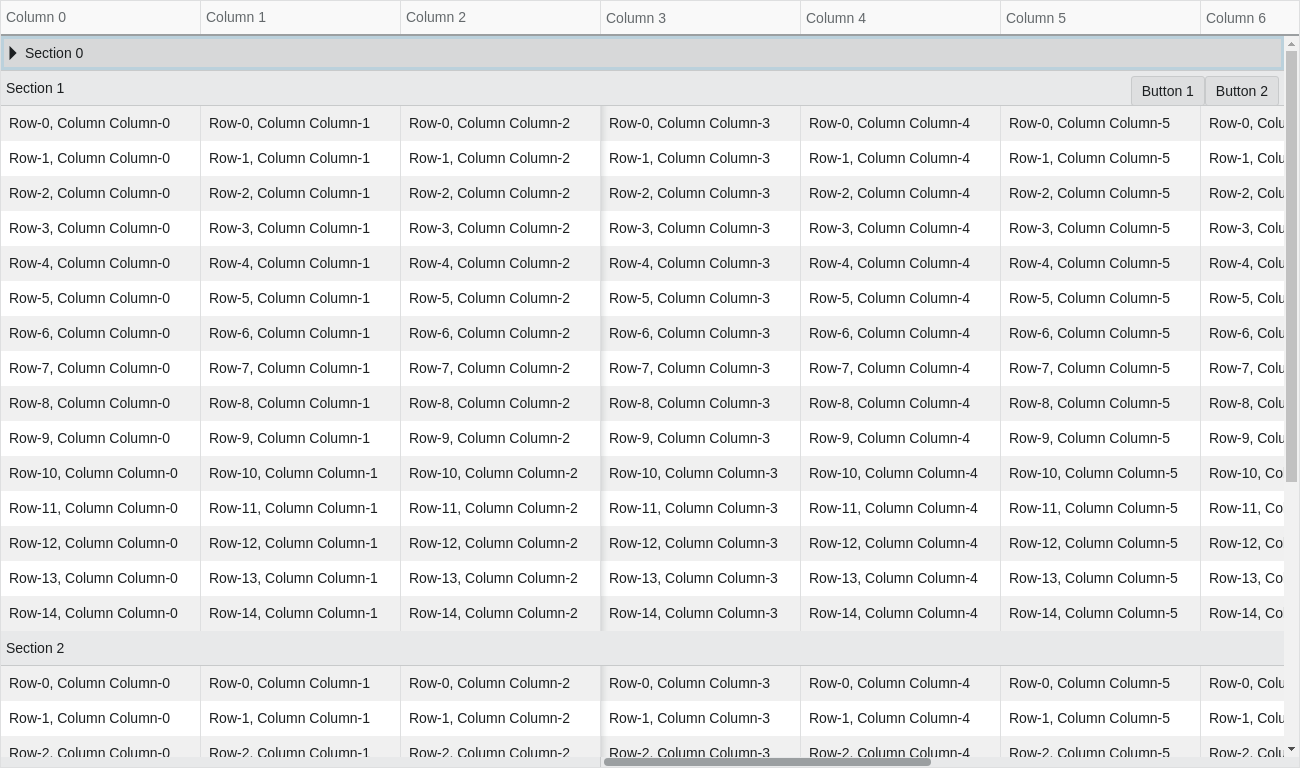 Column 0 Column 1 Column 2 Column 3 Column 4 Column 5 Column 6
Section 0
Section 1 Button 1 Button 2
Row-0, Column Column-0 Row-0, Column Column-1 Row-0, Column Column-2 Row-0, Column Column-3 Row-0, Column Column-4 Row-0, Column Column-5 Row-0, Colu
Row-1, Column Column-0 Row-1, Column Column-1 Row-1, Column Column-2 Row-1, Column Column-3 Row-1, Column Column-4 Row-1, Column Column-5 Row-1, Colu
Row-2, Column Column-0 Row-2, Column Column-1 Row-2, Column Column-2 Row-2, Column Column-3 Row-2, Column Column-4 Row-2, Column Column-5 Row-2, Colu
Row-3, Column Column-0 Row-3, Column Column-1 Row-3, Column Column-2 Row-3, Column Column-3 Row-3, Column Column-4 Row-3, Column Column-5 Row-3, Colu
Row-4, Column Column-0 Row-4, Column Column-1 Row-4, Column Column-2 Row-4, Column Column-3 Row-4, Column Column-4 Row-4, Column Column-5 Row-4, Colu
Row-5, Column Column-0 Row-5, Column Column-1 Row-5, Column Column-2 Row-5, Column Column-3 Row-5, Column Column-4 Row-5, Column Column-5 Row-5, Colu
Row-6, Column Column-0 Row-6, Column Column-1 Row-6, Column Column-2 Row-6, Column Column-3 Row-6, Column Column-4 Row-6, Column Column-5 Row-6, Colu
Row-7, Column Column-0 Row-7, Column Column-1 Row-7, Column Column-2 Row-7, Column Column-3 Row-7, Column Column-4 Row-7, Column Column-5 Row-7, Colu
Row-8, Column Column-0 Row-8, Column Column-1 Row-8, Column Column-2 Row-8, Column Column-3 Row-8, Column Column-4 Row-8, Column Column-5 Row-8, Colu
Row-9, Column Column-0 Row-9, Column Column-1 Row-9, Column Column-2 Row-9, Column Column-3 Row-9, Column Column-4 Row-9, Column Column-5 Row-9, Colu
Row-10, Column Column-0 Row-10, Column Column-1 Row-10, Column Column-2 Row-10, Column Column-3 Row-10, Column Column-4 Row-10, Column Column-5 Row-10, Co
Row-11, Column Column-0 Row-11, Column Column-1 Row-11, Column Column-2 Row-11, Column Column-3 Row-11, Column Column-4 Row-11, Column Column-5 Row-11, Co
Row-12, Column Column-0 Row-12, Column Column-1 Row-12, Column Column-2 Row-12, Column Column-3 Row-12, Column Column-4 Row-12, Column Column-5 Row-12, Co
Row-13, Column Column-0 Row-13, Column Column-1 Row-13, Column Column-2 Row-13, Column Column-3 Row-13, Column Column-4 Row-13, Column Column-5 Row-13, Co
Row-14, Column Column-0 Row-14, Column Column-1 Row-14, Column Column-2 Row-14, Column Column-3 Row-14, Column Column-4 Row-14, Column Column-5 Row-14, Co
Section 2
Row-0, Column Column-0 Row-0, Column Column-1 Row-0, Column Column-2 Row-0, Column Column-3 Row-0, Column Column-4 Row-0, Column Column-5 Row-0, Colu
Row-1, Column Column-0 Row-1, Column Column-1 Row-1, Column Column-2 Row-1, Column Column-3 Row-1, Column Column-4 Row-1, Column Column-5 Row-1, Colu
Row-2, Column Column-0 Row-2, Column Column-1 Row-2, Column Column-2 Row-2, Column Column-3 Row-2, Column Column-4 Row-2, Column Column-5 Row-2, Colu